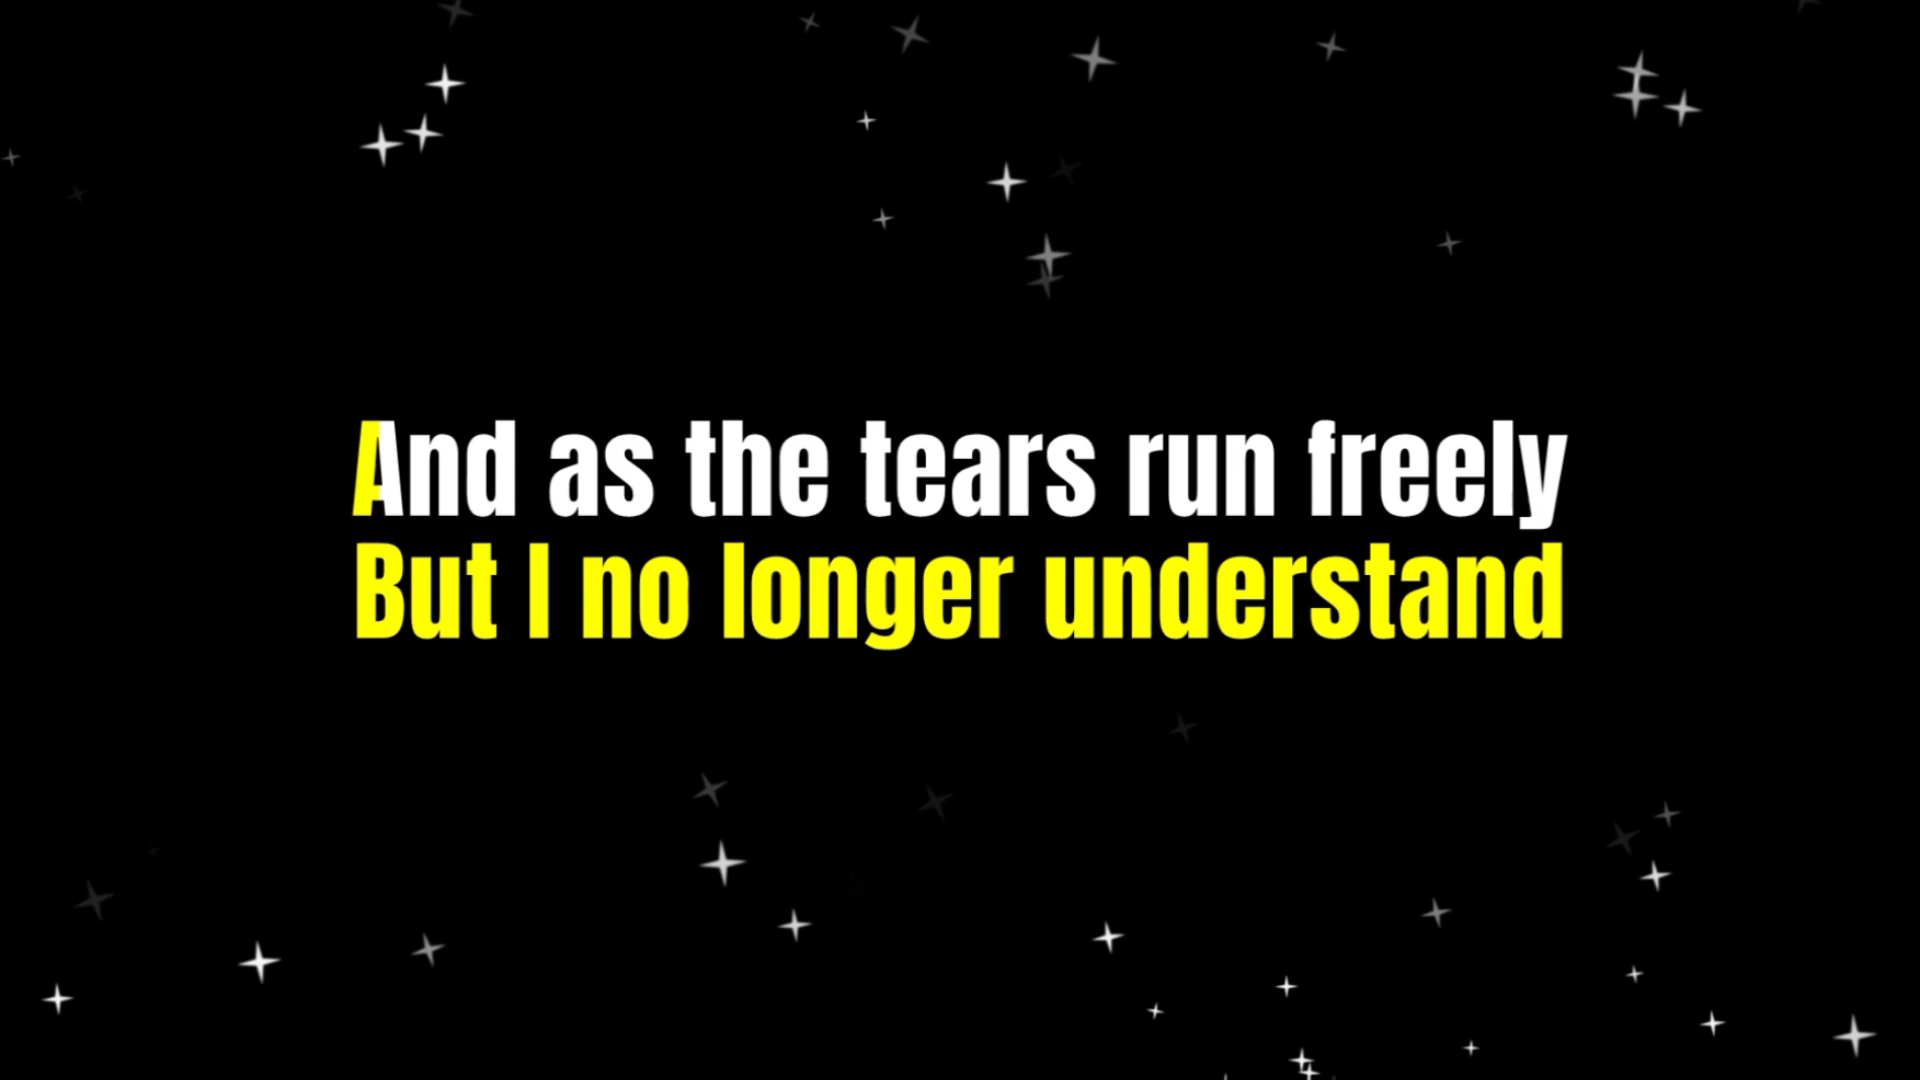 And as the tears run freely
But I no longer understand